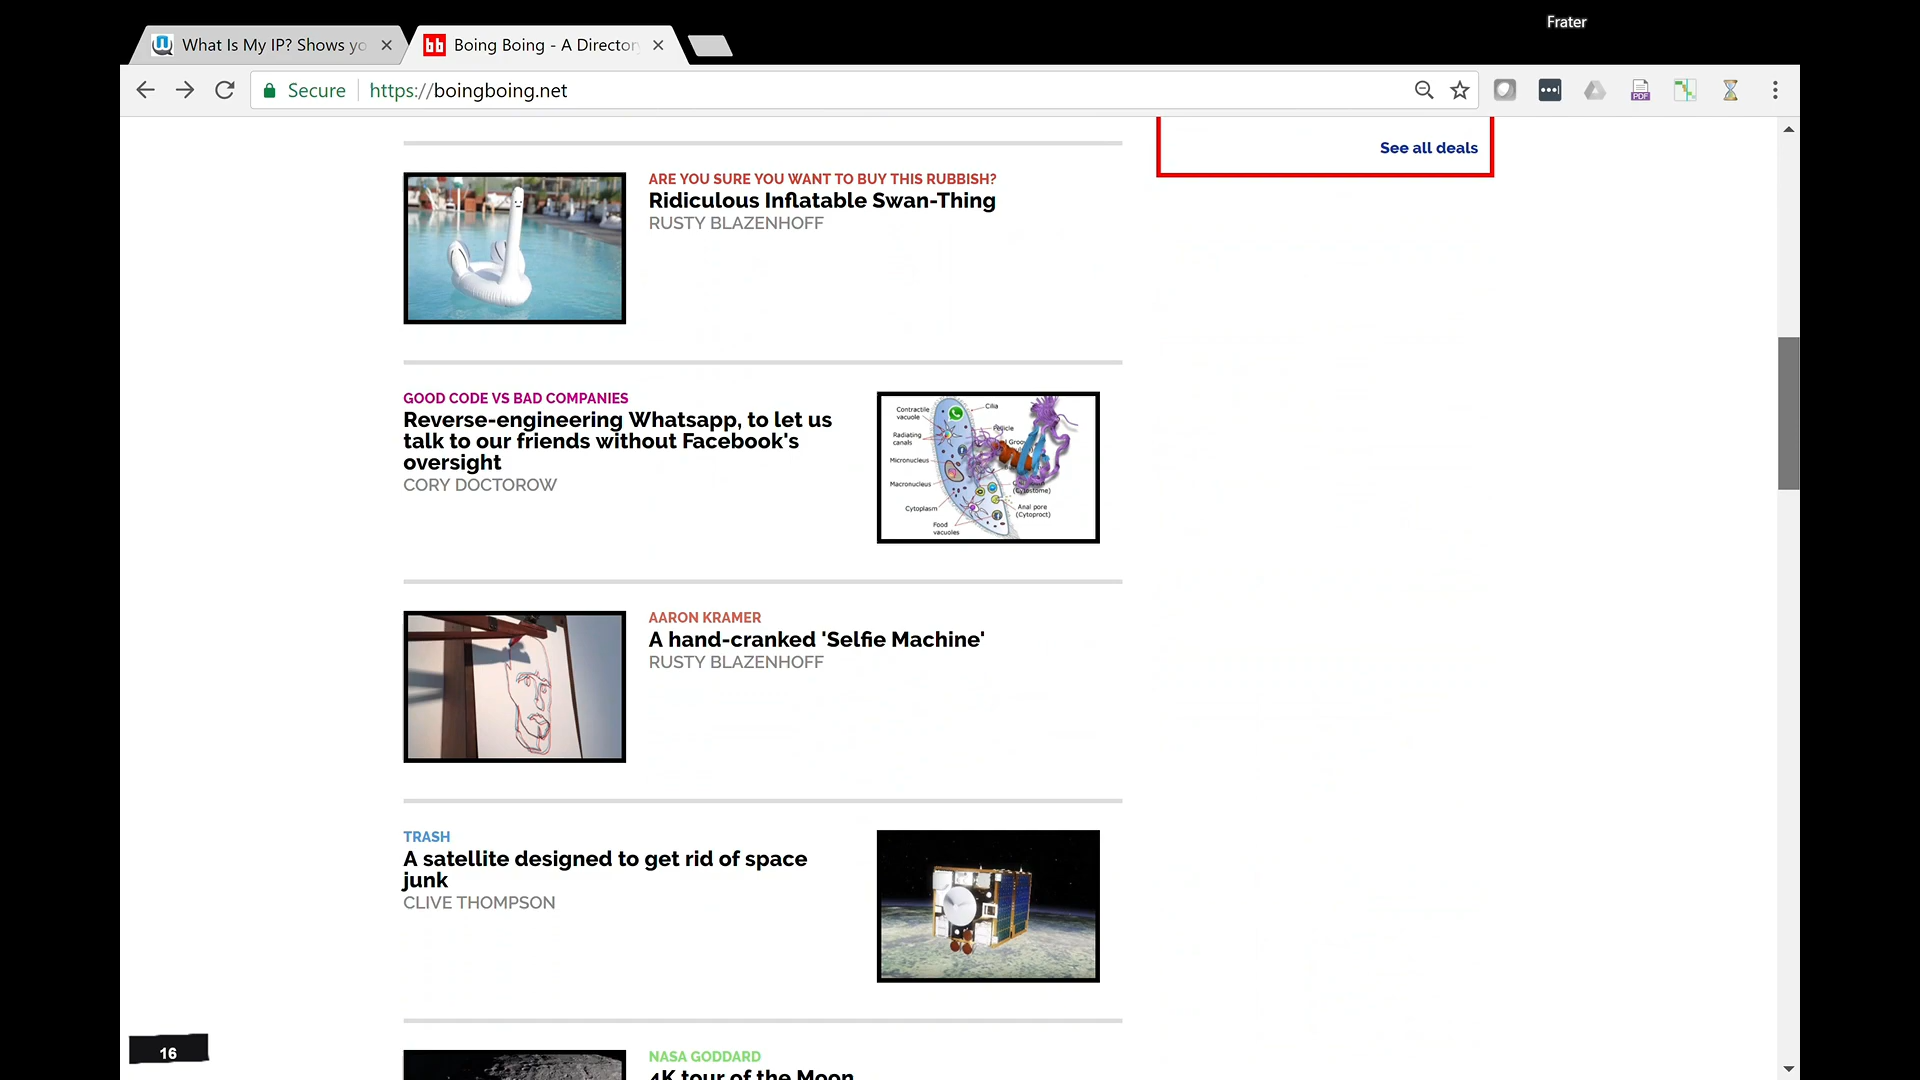 Frater
What Is My IP? Shows yo
Boing Boing - A Director
Secure
https://boingboing.net
PDF
See all deals
ARE YOU SURE YOU WANT TO BUY THIS RUBBISH?
Ridiculous Inflatable Swan-Thing
RUSTY BLAZENHOFF
GOOD CODE VS BAD COMPANIES
Reverse-engineering Whatsapp, to let us
talk to our friends without Facebook's
oversight
CORY DOCTOROW
Contractile
vacuole
Cilia
Radiating
canals
Micronucleus
Macronucleus
(Cytostome)
Cytoplasm
Anal pore
(Cytoproct)
Food
vacuoles
AARON KRAMER
A hand-cranked 'Selfie Machine'
RUSTY BLAZENHOFF
TRASH
A satellite designed to get rid of space
junk
CLIVE THOMPSON
NASA GODDARD
4K tour of the Moon
16